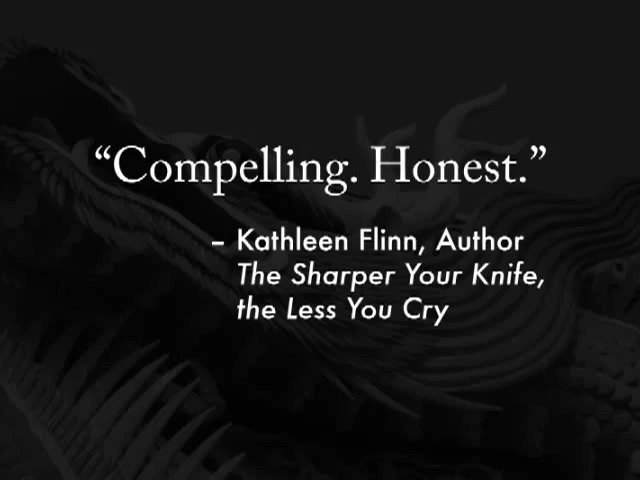 “Compelling. Honest.”
– Kathleen Flinn, Author
The Sharper Your Knife,
the Less You Cry